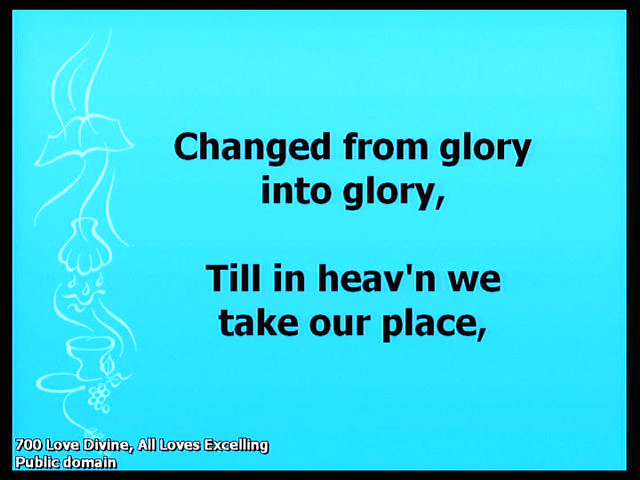 Changed from glory
into glory,
Till in heav'n we
take our place,
700 Love Divine, All Loves Excelling
Public domain